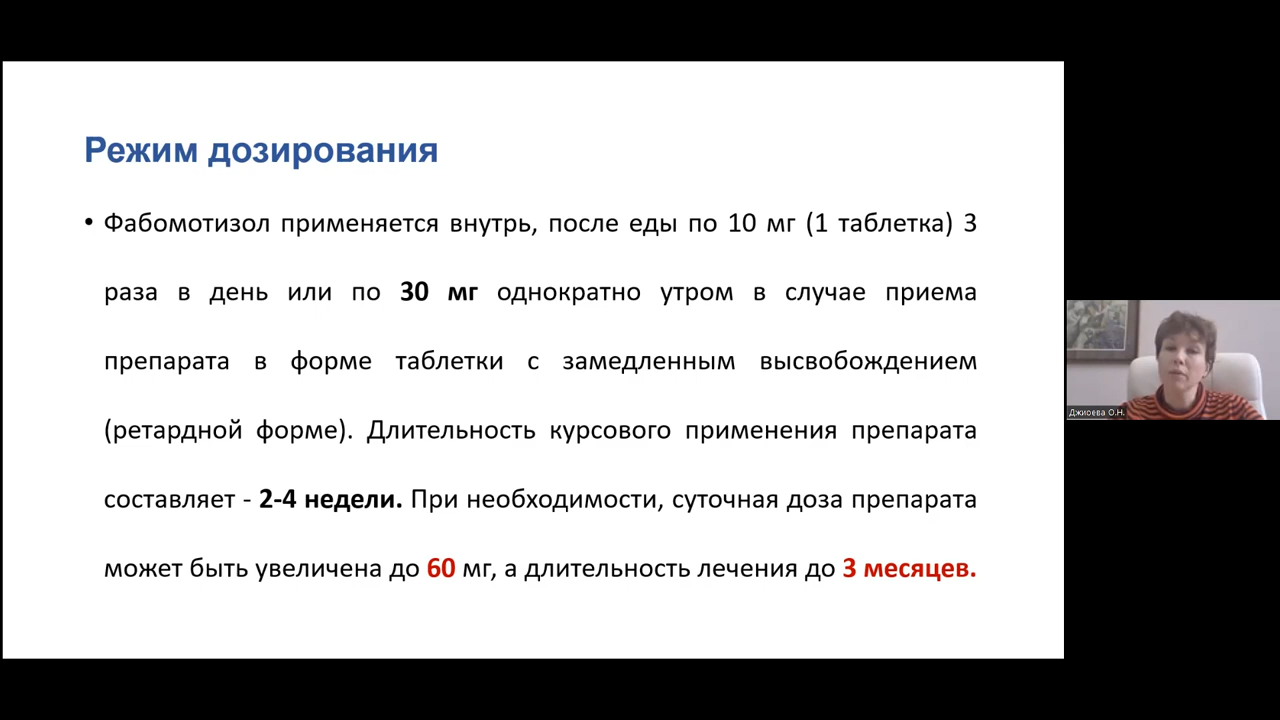 Режим дозирования
• Фабомотизол применяется внутрь, после еды по 10 мг (1 таблетка) 3
раза в день или по 30 мг однократно утром в случае приема
препарата в форме таблетки с замедленным высвобождением
(ретардной форме). Длительность курсового применения препарата
составляет - 2-4 недели. При необходимости, суточная доза препарата
может быть увеличена до 60 мг, а длительность лечения до 3 месяцев.
Джиоева О.Н.